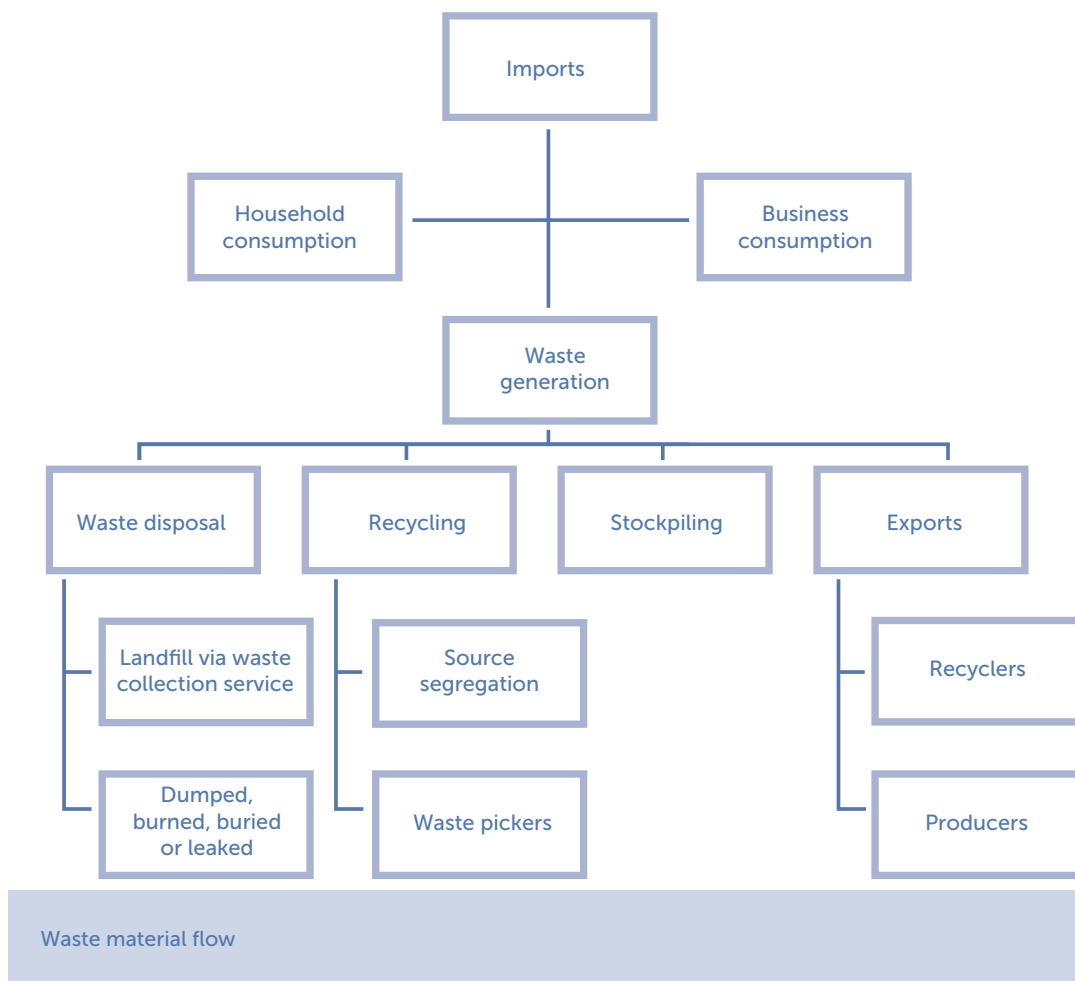 Imports
Household
consumption
Business
consumption
Waste
generation
Waste disposal
Recycling
Stockpiling
Exports
Landfill via waste
collection service
Source
segregation
Recyclers
Dumped,
burned, buried
or leaked
Waste pickers
Producers
Waste material flow